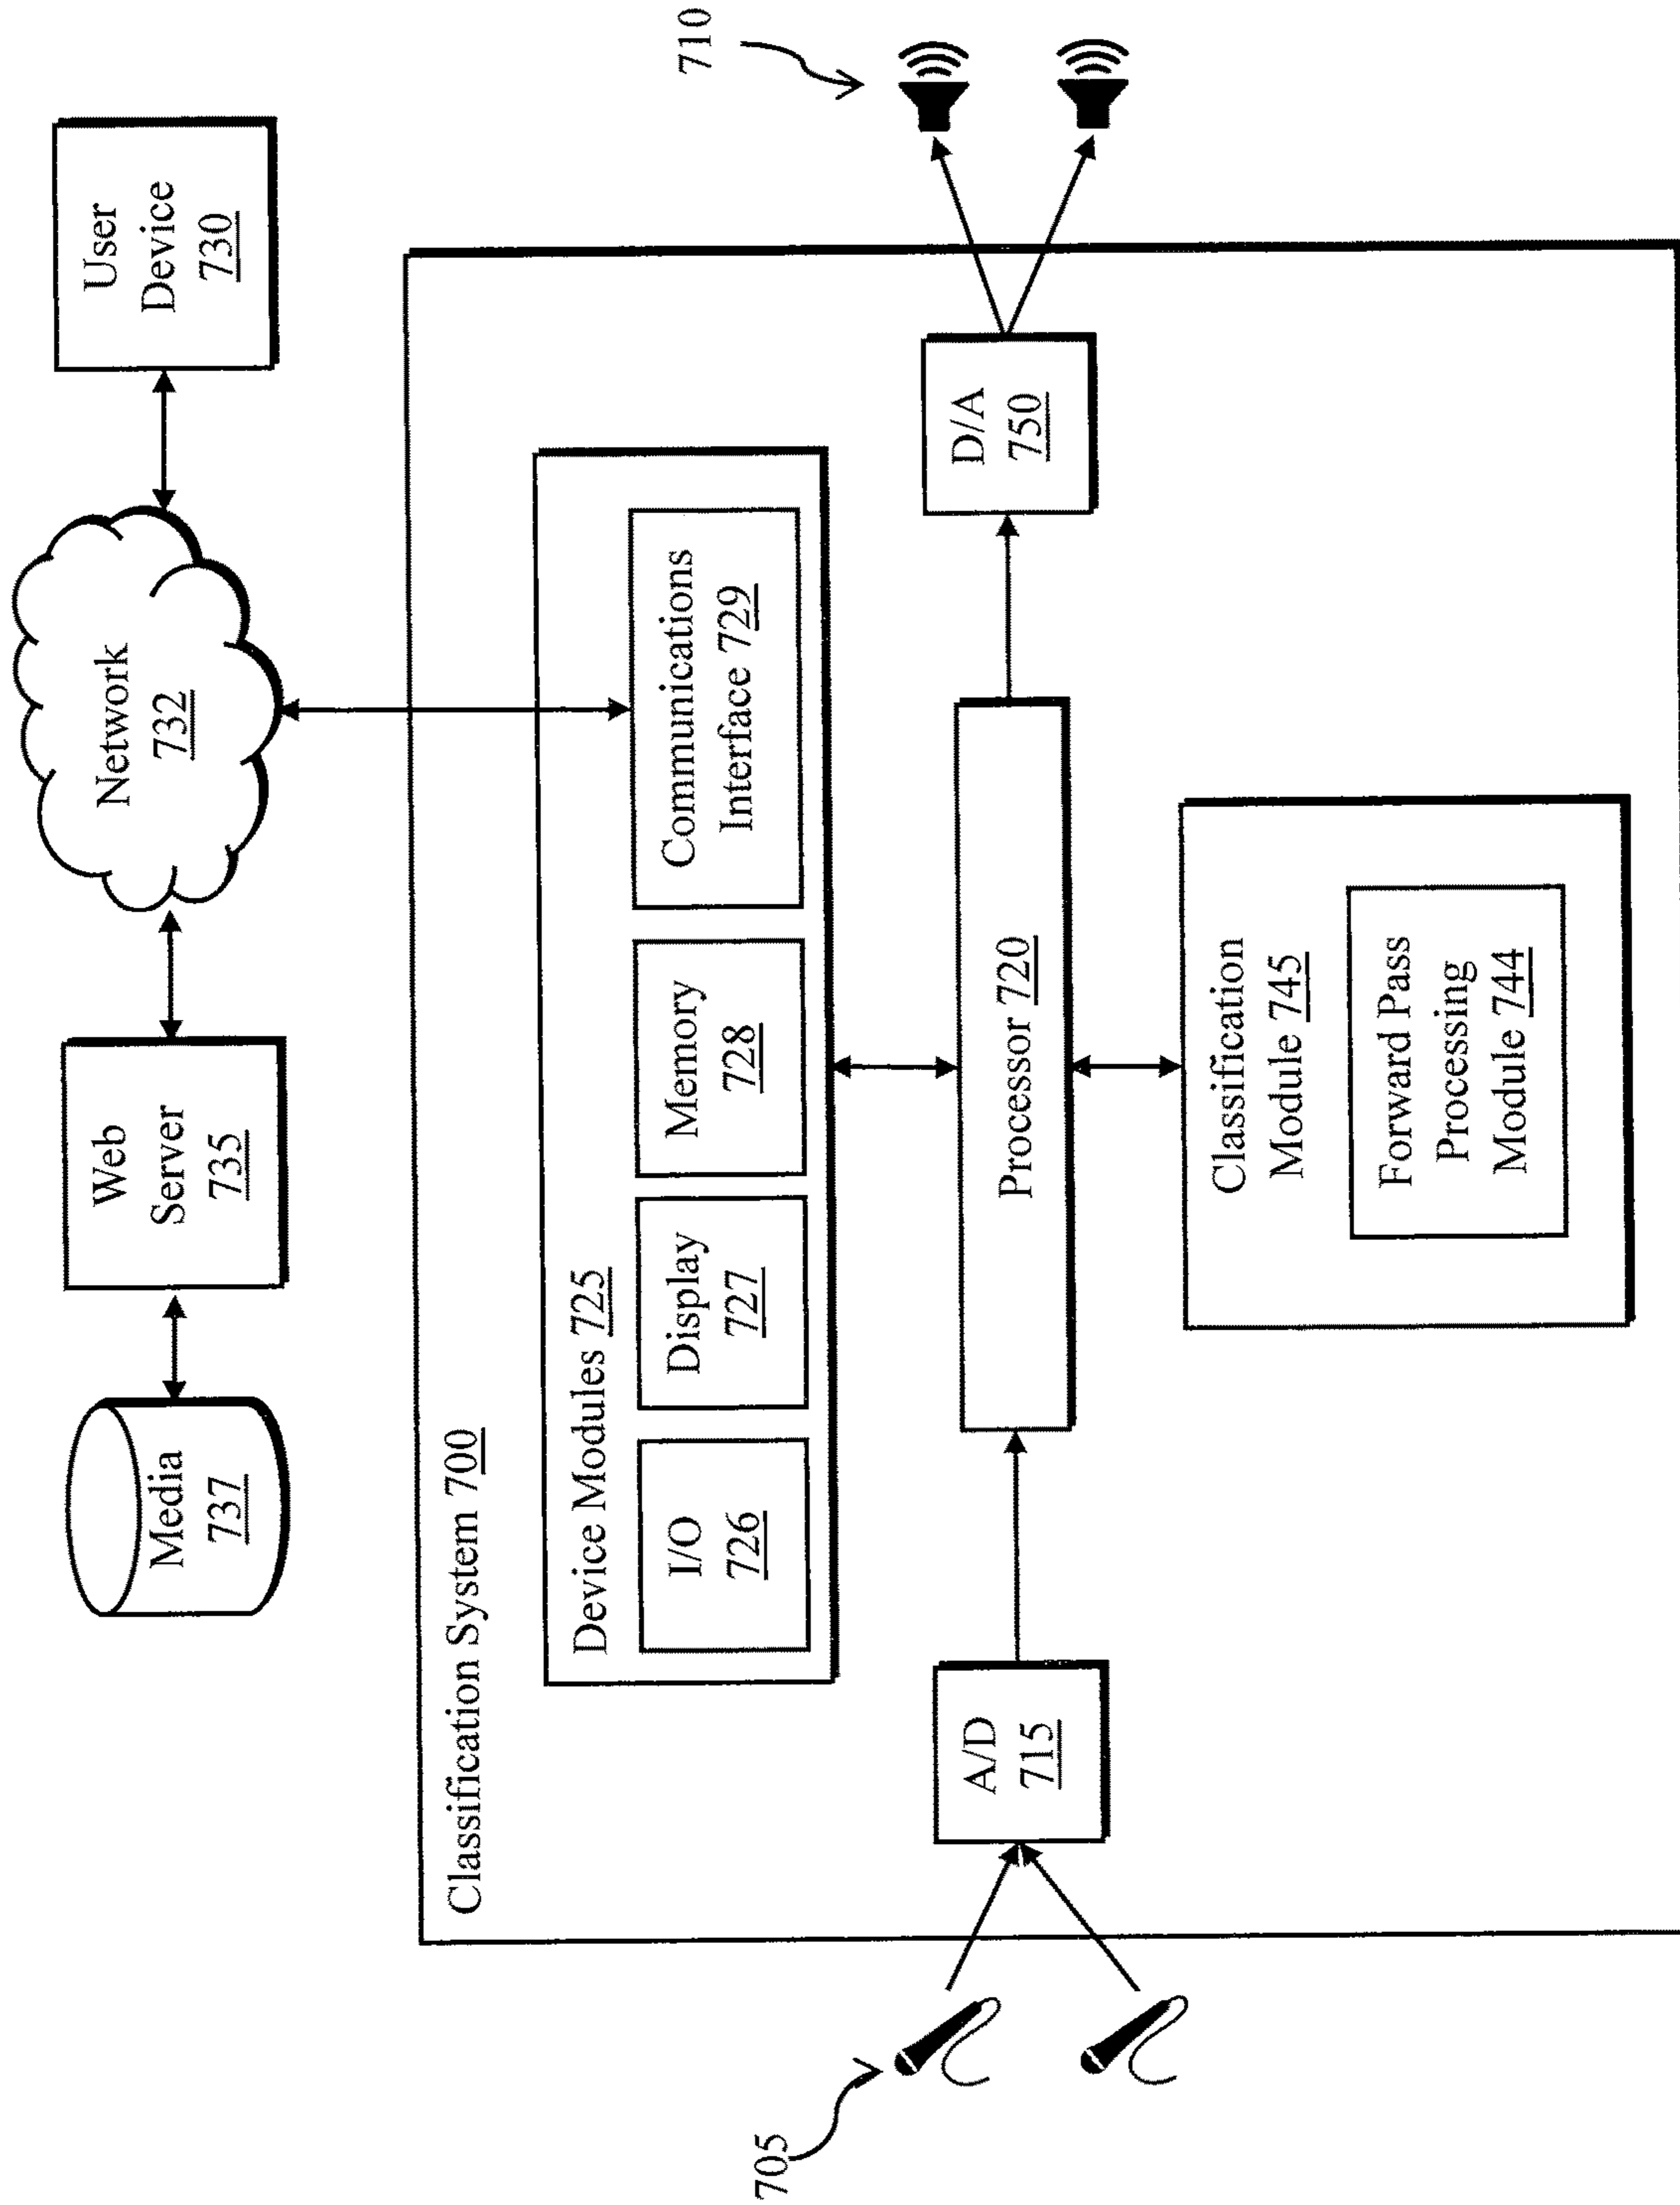 Media
737
Web
Server
735
Network
732
User
Device
730
Classification System 700
Device Modules 725
I/O
726
Display
727
Memory
728
Communications
Interface 729
705
A/D
715
Processor 720
D/A
750
710
Classification
Module 745
Forward Pass
Processing
Module 744